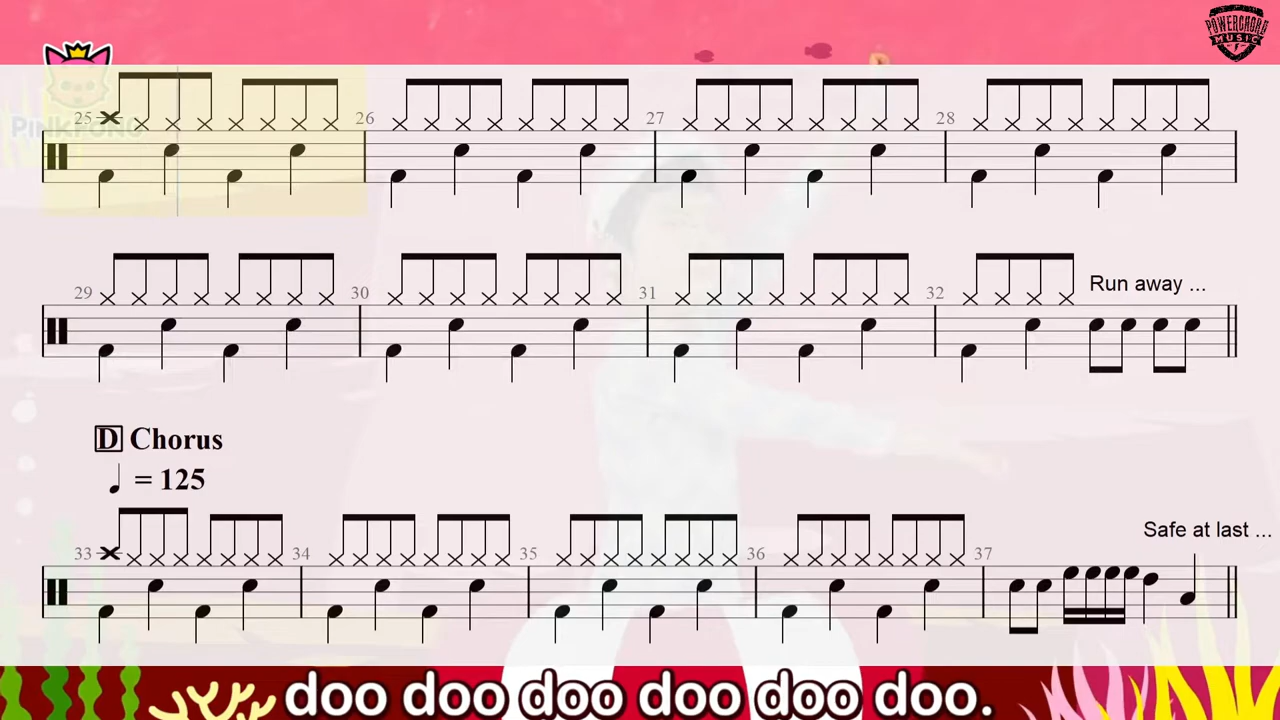 POWERCHORD
MUSIC
PINKFONG
25 26 27 28
29 30 31 32
Run away ...
D Chorus
♩ = 125
33 34 35 36 37
Safe at last ...
doo doo doo doo doo doo.